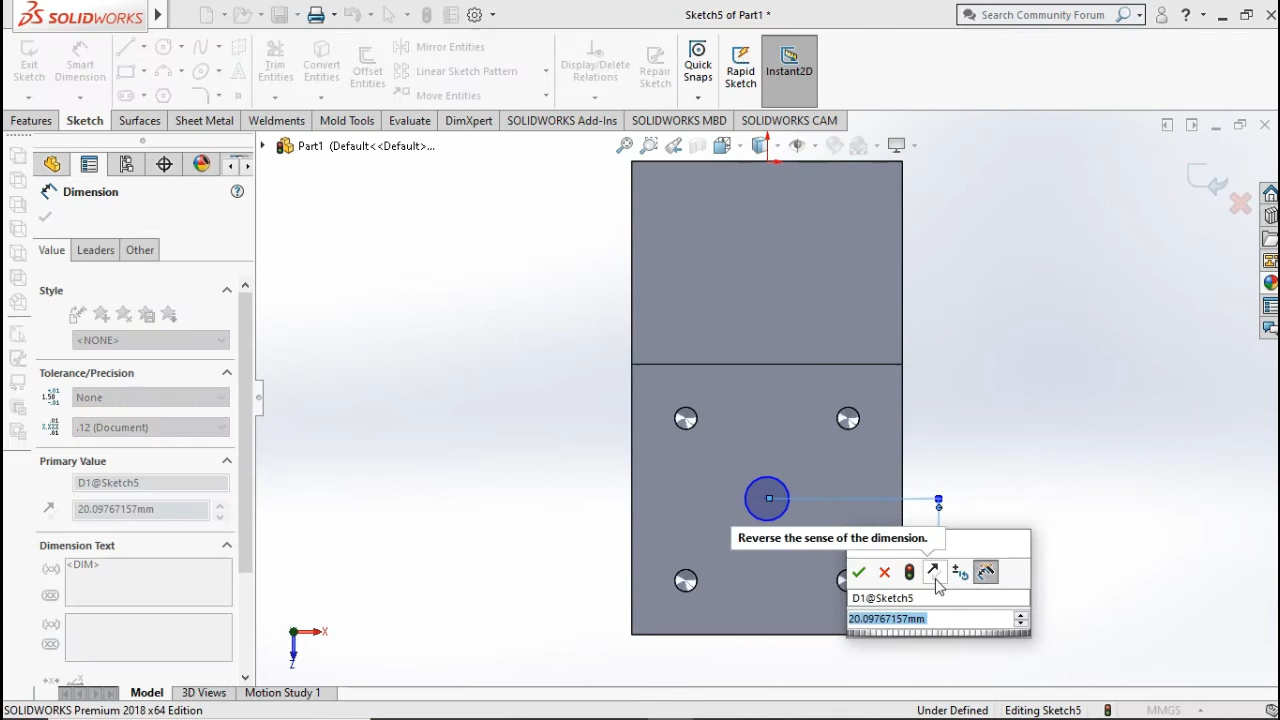 SOLIDWORKS
Sketch5 of Part1 *
Search Community Forum
?
Exit Sketch
Smart Dimension
Trim Entities
Convert Entities
Offset Entities
Mirror Entities
Linear Sketch Pattern
Move Entities
Display/Delete Relations
Repair Sketch
Quick Snaps
Rapid Sketch
Instant2D
Features
Sketch
Surfaces
Sheet Metal
Weldments
Mold Tools
Evaluate
DimXpert
SOLIDWORKS Add-Ins
SOLIDWORKS MBD
SOLIDWORKS CAM
Part1 (Default<<Default>...
Dimension
Value
Leaders
Other
Style
<NONE>
Tolerance/Precision
None
.12 (Document)
Primary Value
D1@Sketch5
20.09767157mm
Dimension Text
<DIM>
Reverse the sense of the dimension.
D1@Sketch5
20.09767157mm
X
Z
Model
3D Views
Motion Study 1
SOLIDWORKS Premium 2018 x64 Edition
Under Defined
Editing Sketch5
MMGS